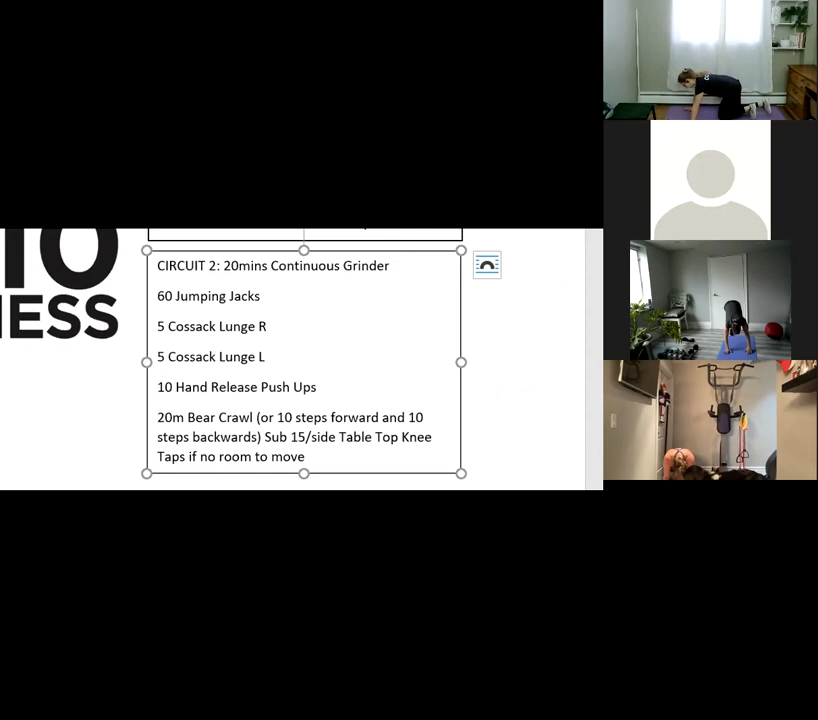 IO
NESS
CIRCUIT 2: 20mins Continuous Grinder
60 Jumping Jacks
5 Cossack Lunge R
5 Cossack Lunge L
10 Hand Release Push Ups
20m Bear Crawl (or 10 steps forward and 10
steps backwards) Sub 15/side Table Top Knee
Taps if no room to move